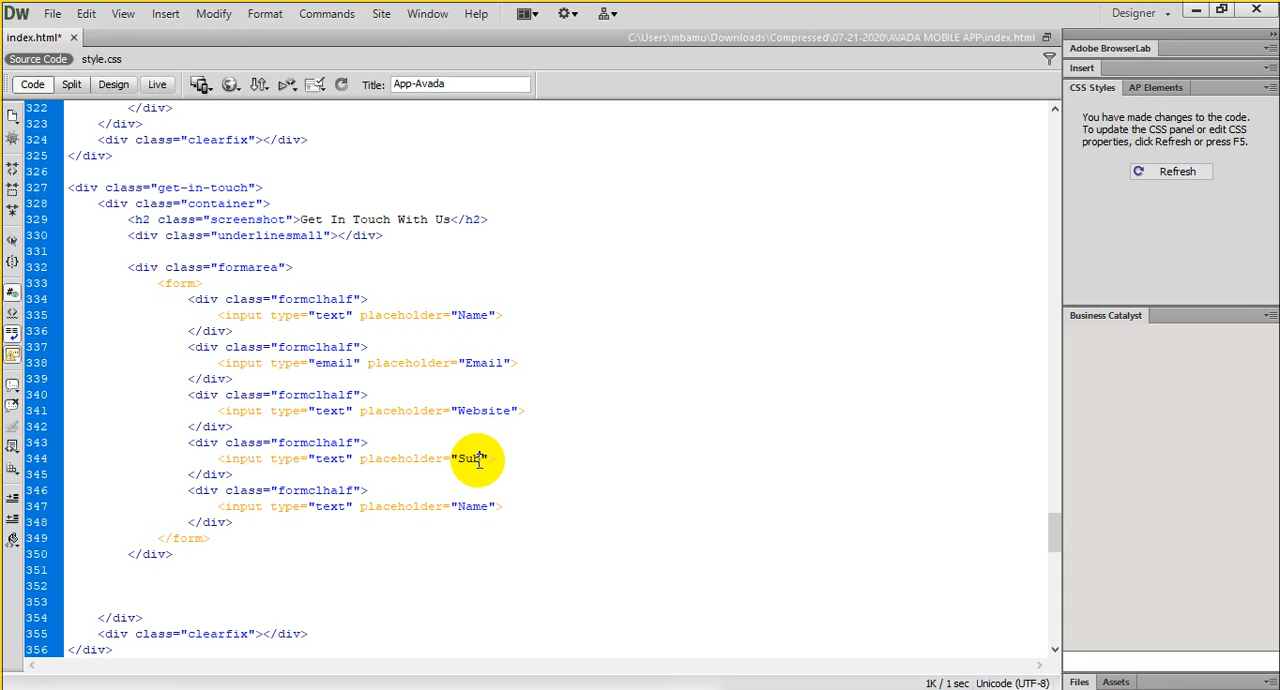 Dw File Edit View Insert Modify Format Commands Site Window Help Designer
index.html* C:\Users\mbamu\Downloads\Compressed\07-21-2020\AVADA MOBILE APP\index.html
Source Code style.css
Code Split Design Live Title: App-Avada
322 </div>
323 </div>
324 <div class="clearfix"></div>
325 </div>
326
327 <div class="get-in-touch">
328 <div class="container">
329 <h2 class="screenshot">Get In Touch With Us</h2>
330 <div class="underlinesmall"></div>
331
332 <div class="formarea">
333 <form>
334 <div class="formclhalf">
335 <input type="text" placeholder="Name">
336 </div>
337 <div class="formclhalf">
338 <input type="email" placeholder="Email">
339 </div>
340 <div class="formclhalf">
341 <input type="text" placeholder="Website">
342 </div>
343 <div class="formclhalf">
344 <input type="text" placeholder="Sub">
345 </div>
346 <div class="formclhalf">
347 <input type="text" placeholder="Name">
348 </div>
349 </form>
350 </div>
351
352
353
354 </div>
355 <div class="clearfix"></div>
356 </div>
1K / 1 sec Unicode (UTF-8)
Adobe BrowserLab
Insert
CSS Styles AP Elements
You have made changes to the code.
To update the CSS panel or edit CSS
properties, click Refresh or press F5.
Refresh
Business Catalyst
Files Assets